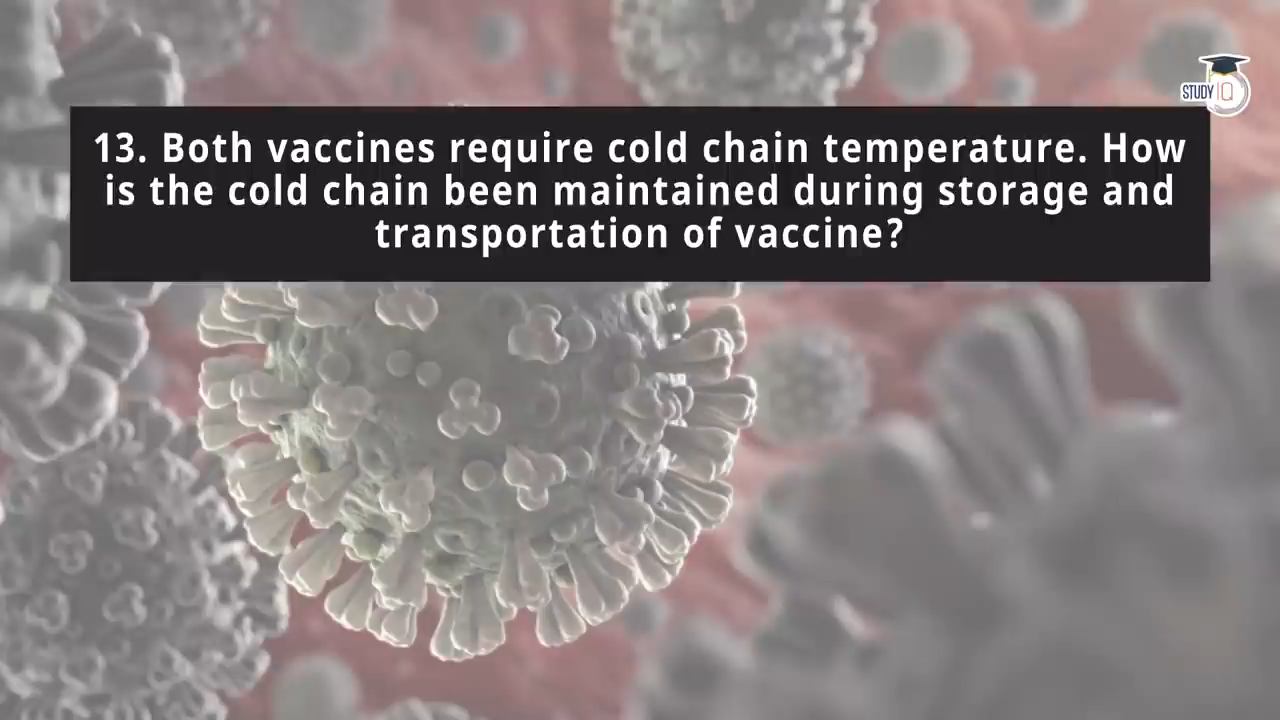 STUDY IQ
13. Both vaccines require cold chain temperature. How
is the cold chain been maintained during storage and
transportation of vaccine?